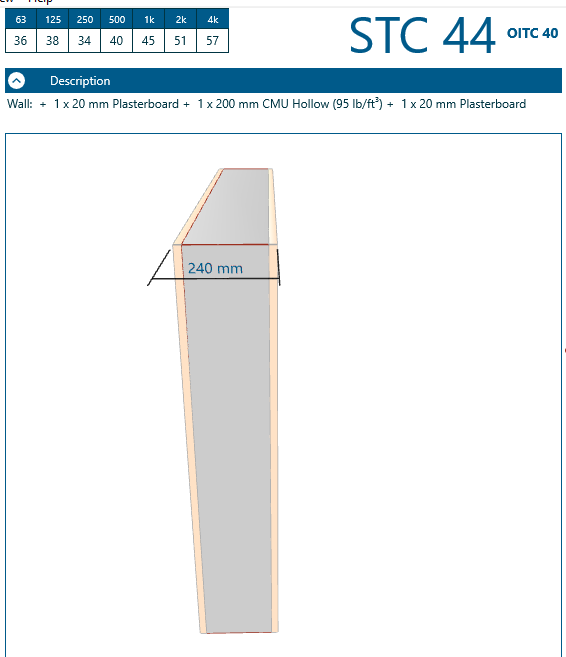 Help
63 125 250 500 1k 2k 4k
36 38 34 40 45 51 57
STC 44 OITC 40
Description
Wall: + 1 x 20 mm Plasterboard + 1 x 200 mm CMU Hollow (95 lb/ft³) + 1 x 20 mm Plasterboard
240 mm